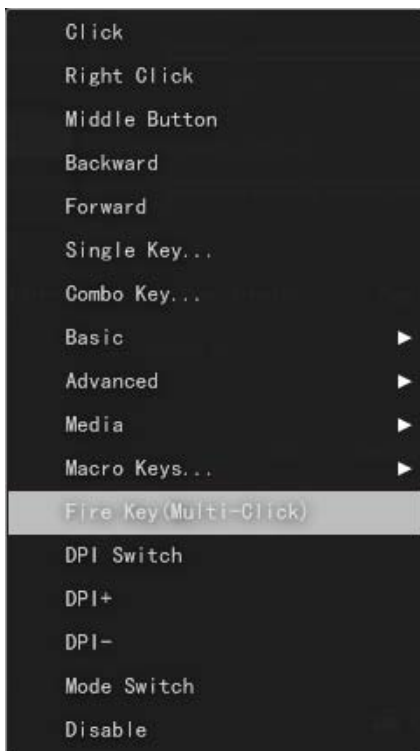 Click
Right Click
Middle Button
Backward
Forward
Single Key...
Combo Key...
Basic
Advanced
Media
Macro Keys...
Fire Key(Multi-Click)
DPI Switch
DPI+
DPI-
Mode Switch
Disable